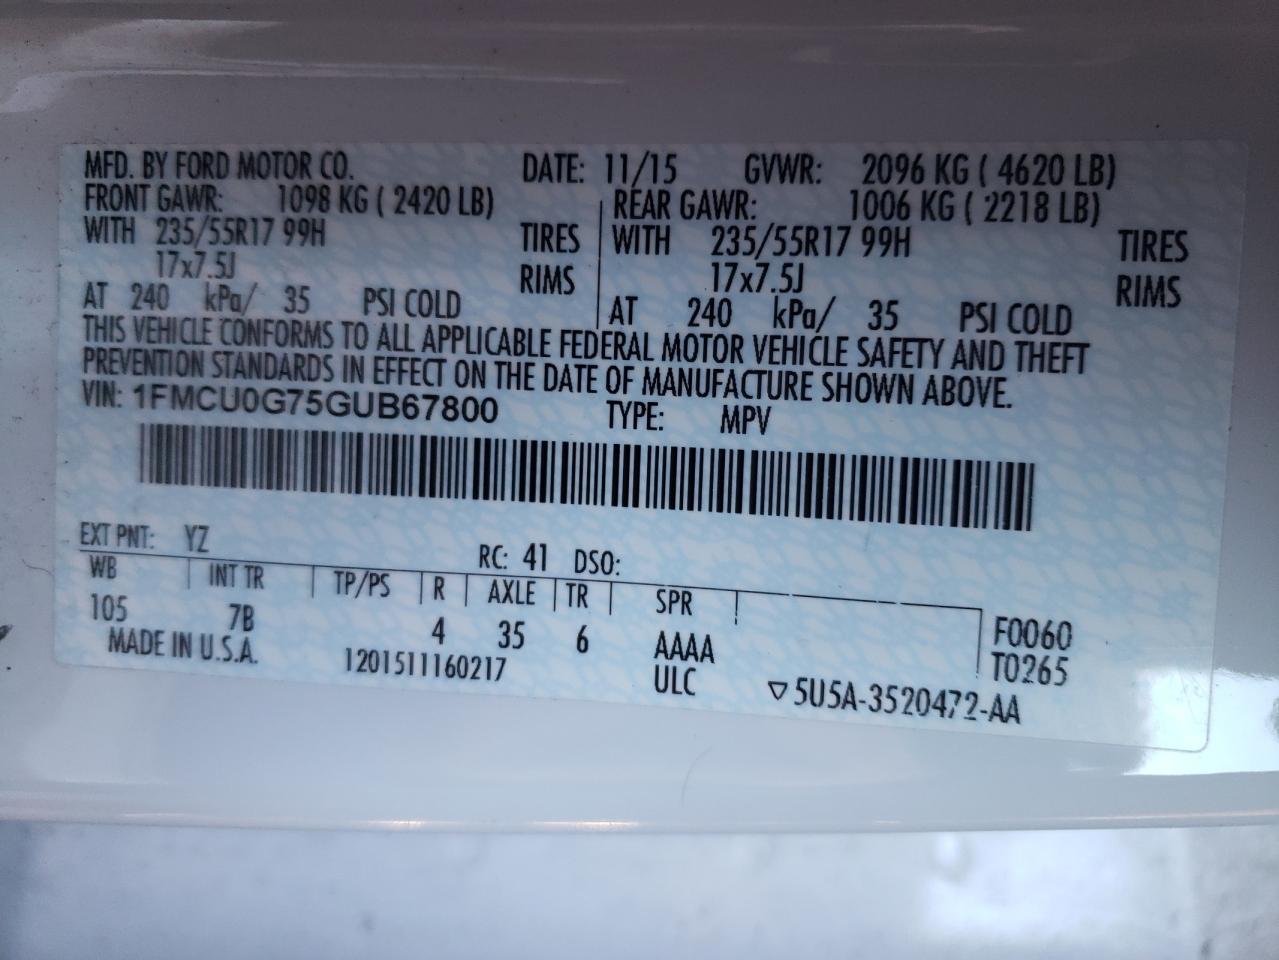 MFD. BY FORD MOTOR CO. DATE: 11/15 GVWR: 2096 KG ( 4620 LB)
FRONT GAWR: 1098 KG ( 2420 LB) REAR GAWR: 1006 KG ( 2218 LB)
WITH 235/55R17 99H TIRES WITH 235/55R17 99H TIRES
17x7.5J RIMS 17x7.5J RIMS
AT 240 kPa/ 35 PSI COLD AT 240 kPa/ 35 PSI COLD
THIS VEHICLE CONFORMS TO ALL APPLICABLE FEDERAL MOTOR VEHICLE SAFETY AND THEFT
PREVENTION STANDARDS IN EFFECT ON THE DATE OF MANUFACTURE SHOWN ABOVE.
VIN: 1FMCU0G75GUB67800 TYPE: MPV
EXT PNT: YZ RC: 41 DSO:
WB INT TR TP/PS R AXLE TR SPR F0060
105 7B 4 35 6 AAAA T0265
MADE IN U.S.A. 1201511160217 ULC ▽5U5A-3520472-AA